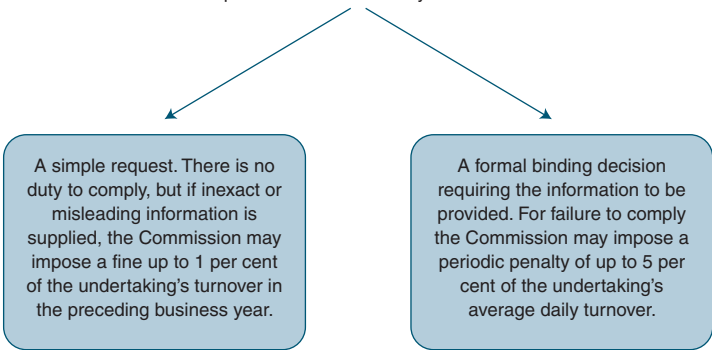 A simple request. There is no
duty to comply, but if inexact or
misleading information is
supplied, the Commission may
impose a fine up to 1 per cent
of the undertaking's turnover in
the preceding business year.
A formal binding decision
requiring the information to be
provided. For failure to comply
the Commission may impose a
periodic penalty of up to 5 per
cent of the undertaking's
average daily turnover.